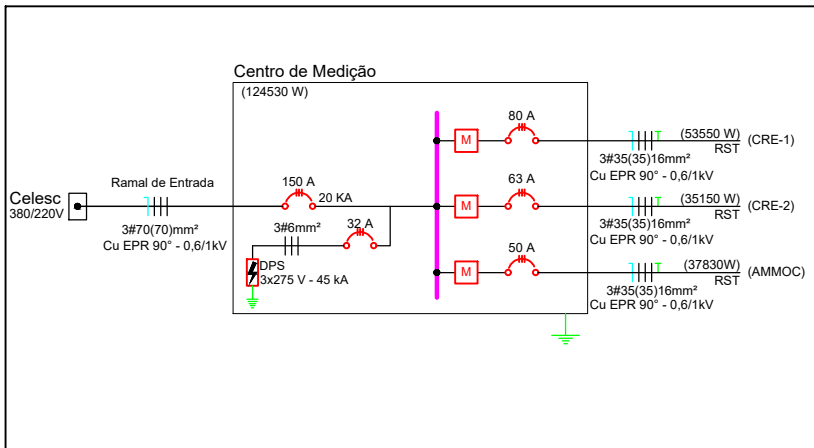 Centro de Medição
(124530 W)
Celesc
380/220V
Ramal de Entrada
3#70(70)mm²
Cu EPR 90° - 0,6/1kV
150 A
20 KA
3#6mm²
32 A
DPS
3x275 V - 45 kA
M
80 A
(53550 W)
RST
(CRE-1)
3#35(35)16mm²
Cu EPR 90° - 0,6/1kV
M
63 A
(35150 W)
RST
(CRE-2)
3#35(35)16mm²
Cu EPR 90° - 0,6/1kV
M
50 A
(37830W)
RST
(AMMOC)
3#35(35)16mm²
Cu EPR 90° - 0,6/1kV